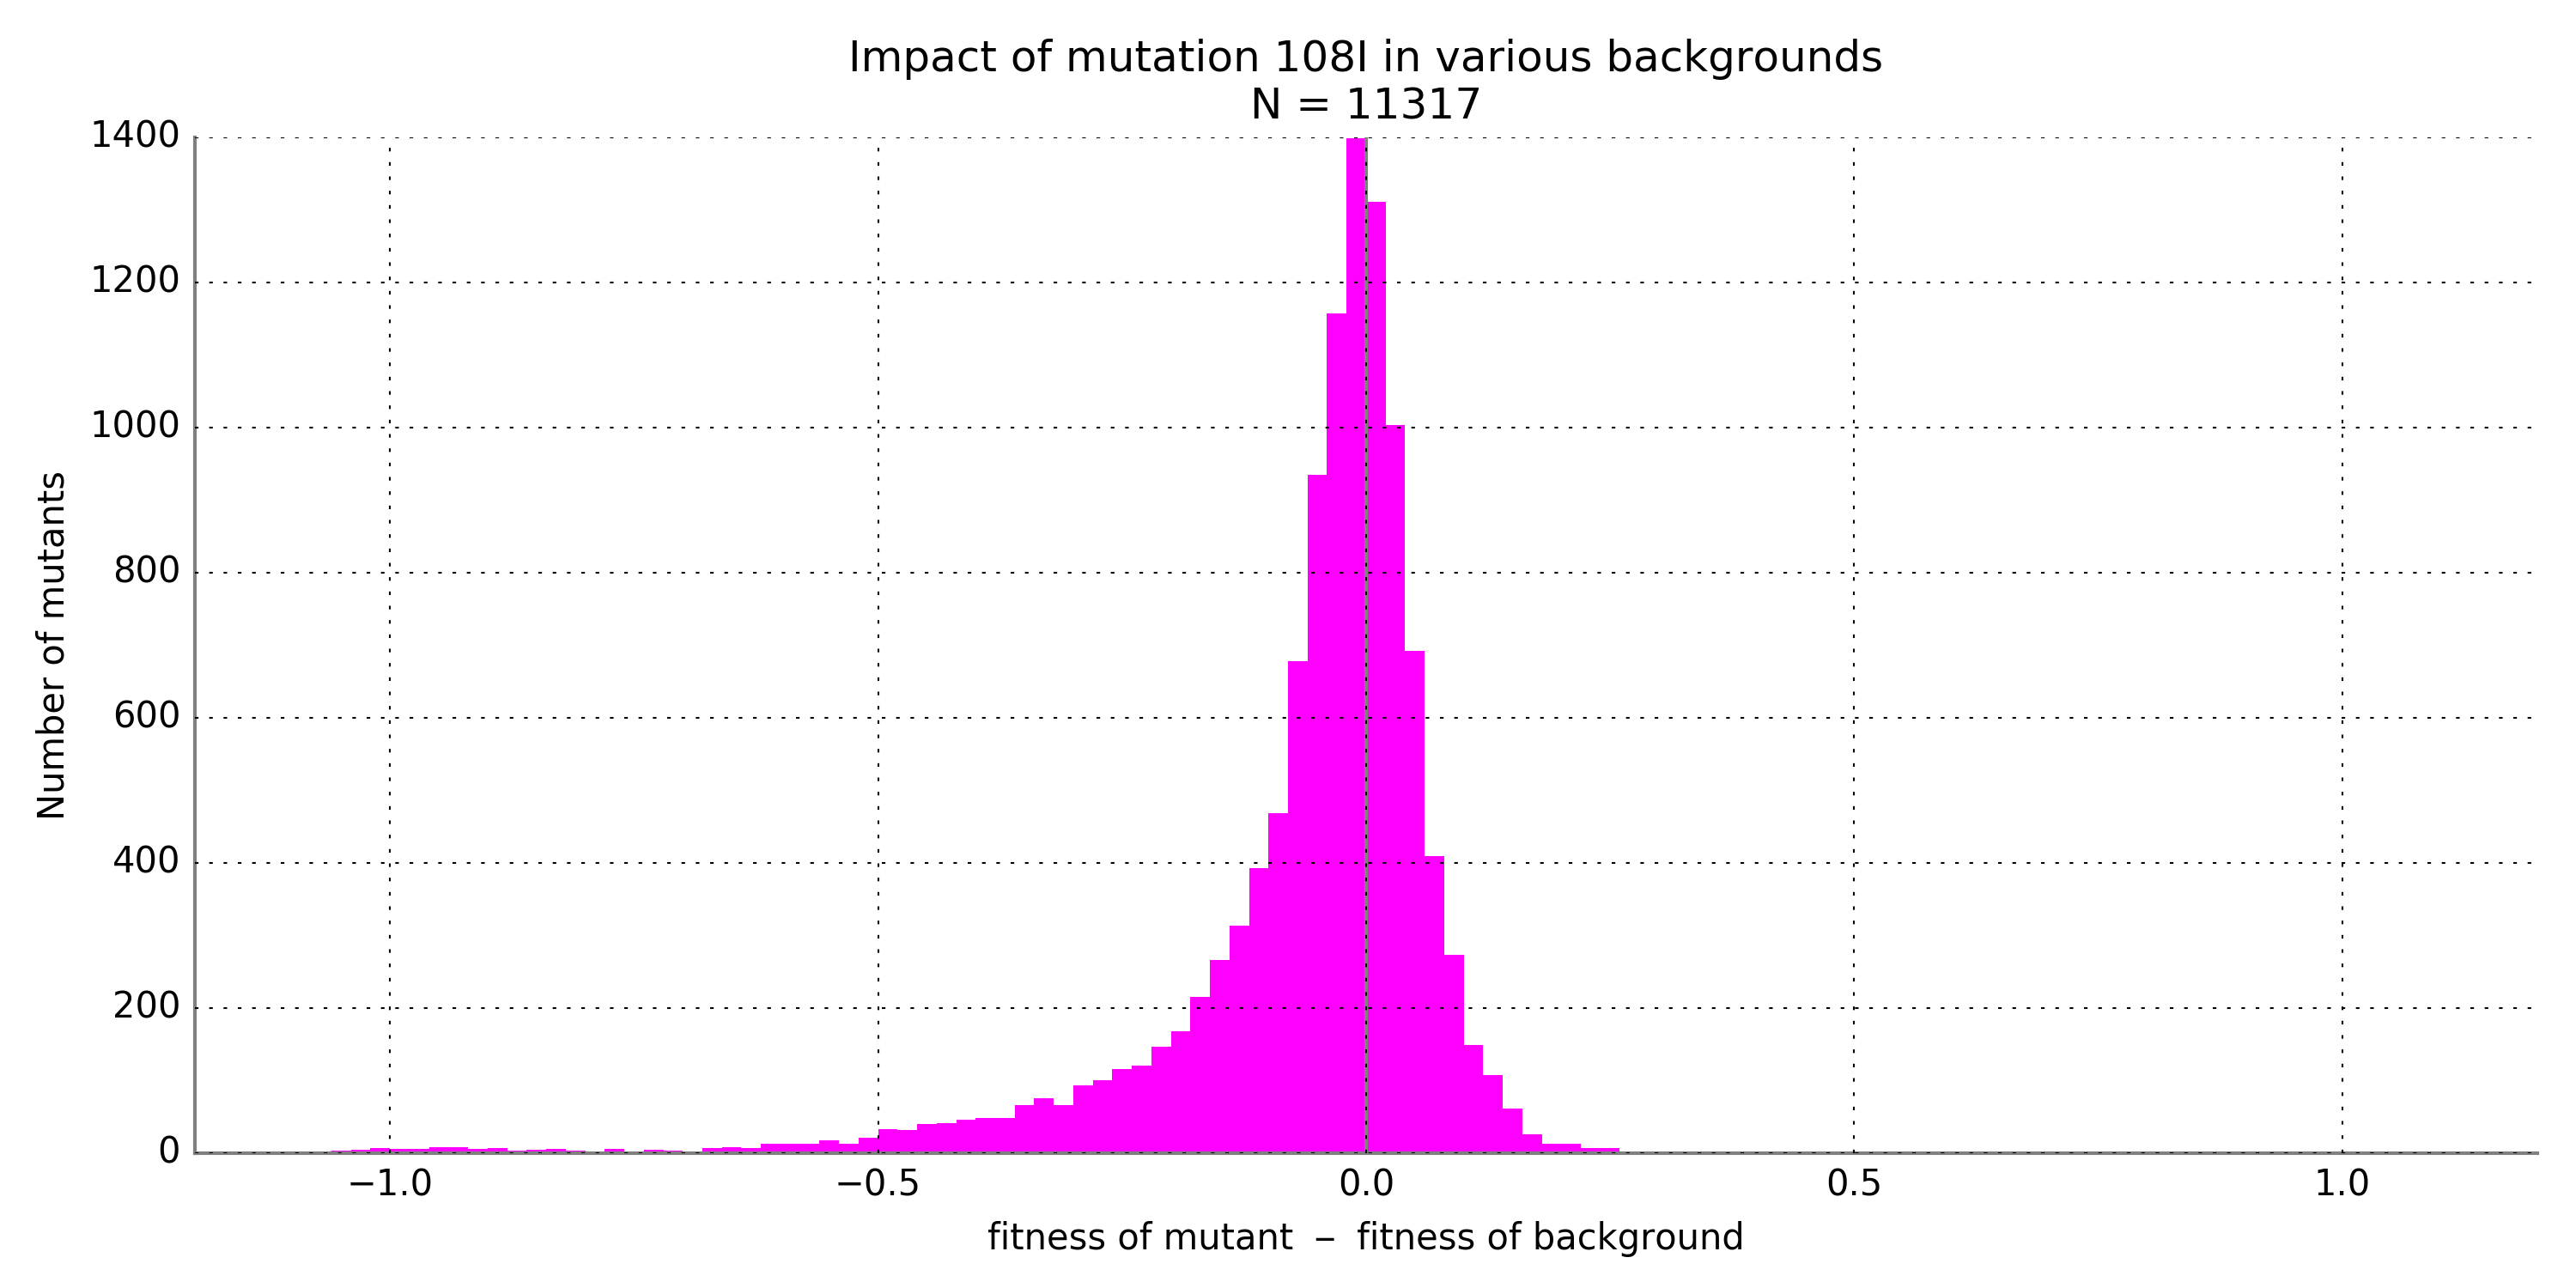 Impact of mutation 108I in various backgrounds
N = 11317
1400
1200
1000
800
600
400
200
0
Number of mutants
−1.0 −0.5 0.0 0.5 1.0
fitness of mutant – fitness of background